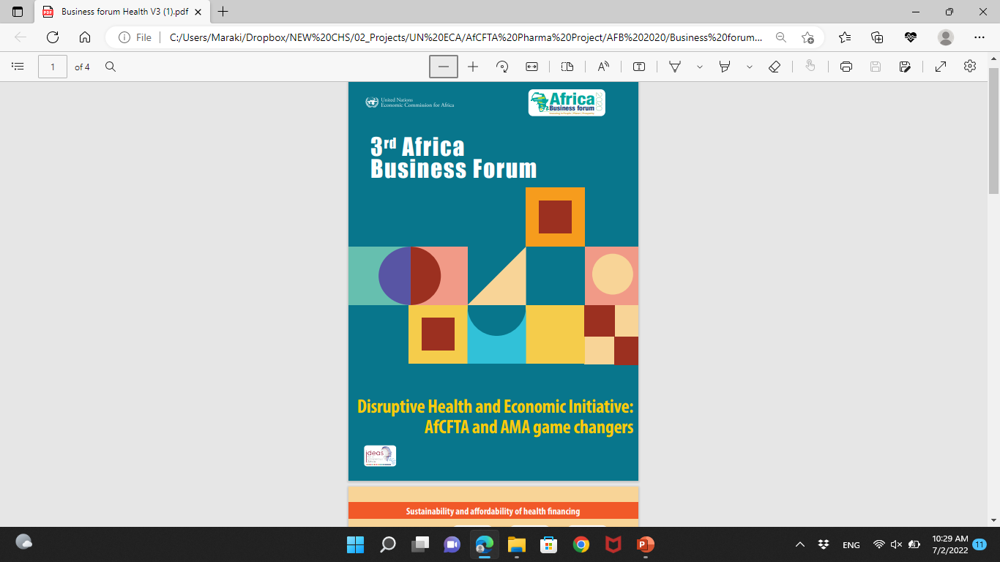 Business forum Health V3 (1).pdf
File
C:/Users/Maraki/Dropbox/NEW%20CHS/02_Projects/UN%20ECA/AfCFTA%20Pharma%20Project/AFB%202020/Business%20forum...
1
of 4
United Nations
Economic Commission for Africa
Africa
Business forum
2020
3rd Africa
Business Forum
Disruptive Health and Economic Initiative:
AfCFTA and AMA game changers
ideas
Sustainability and affordability of health financing
ENG
10:29 AM
7/2/2022
11